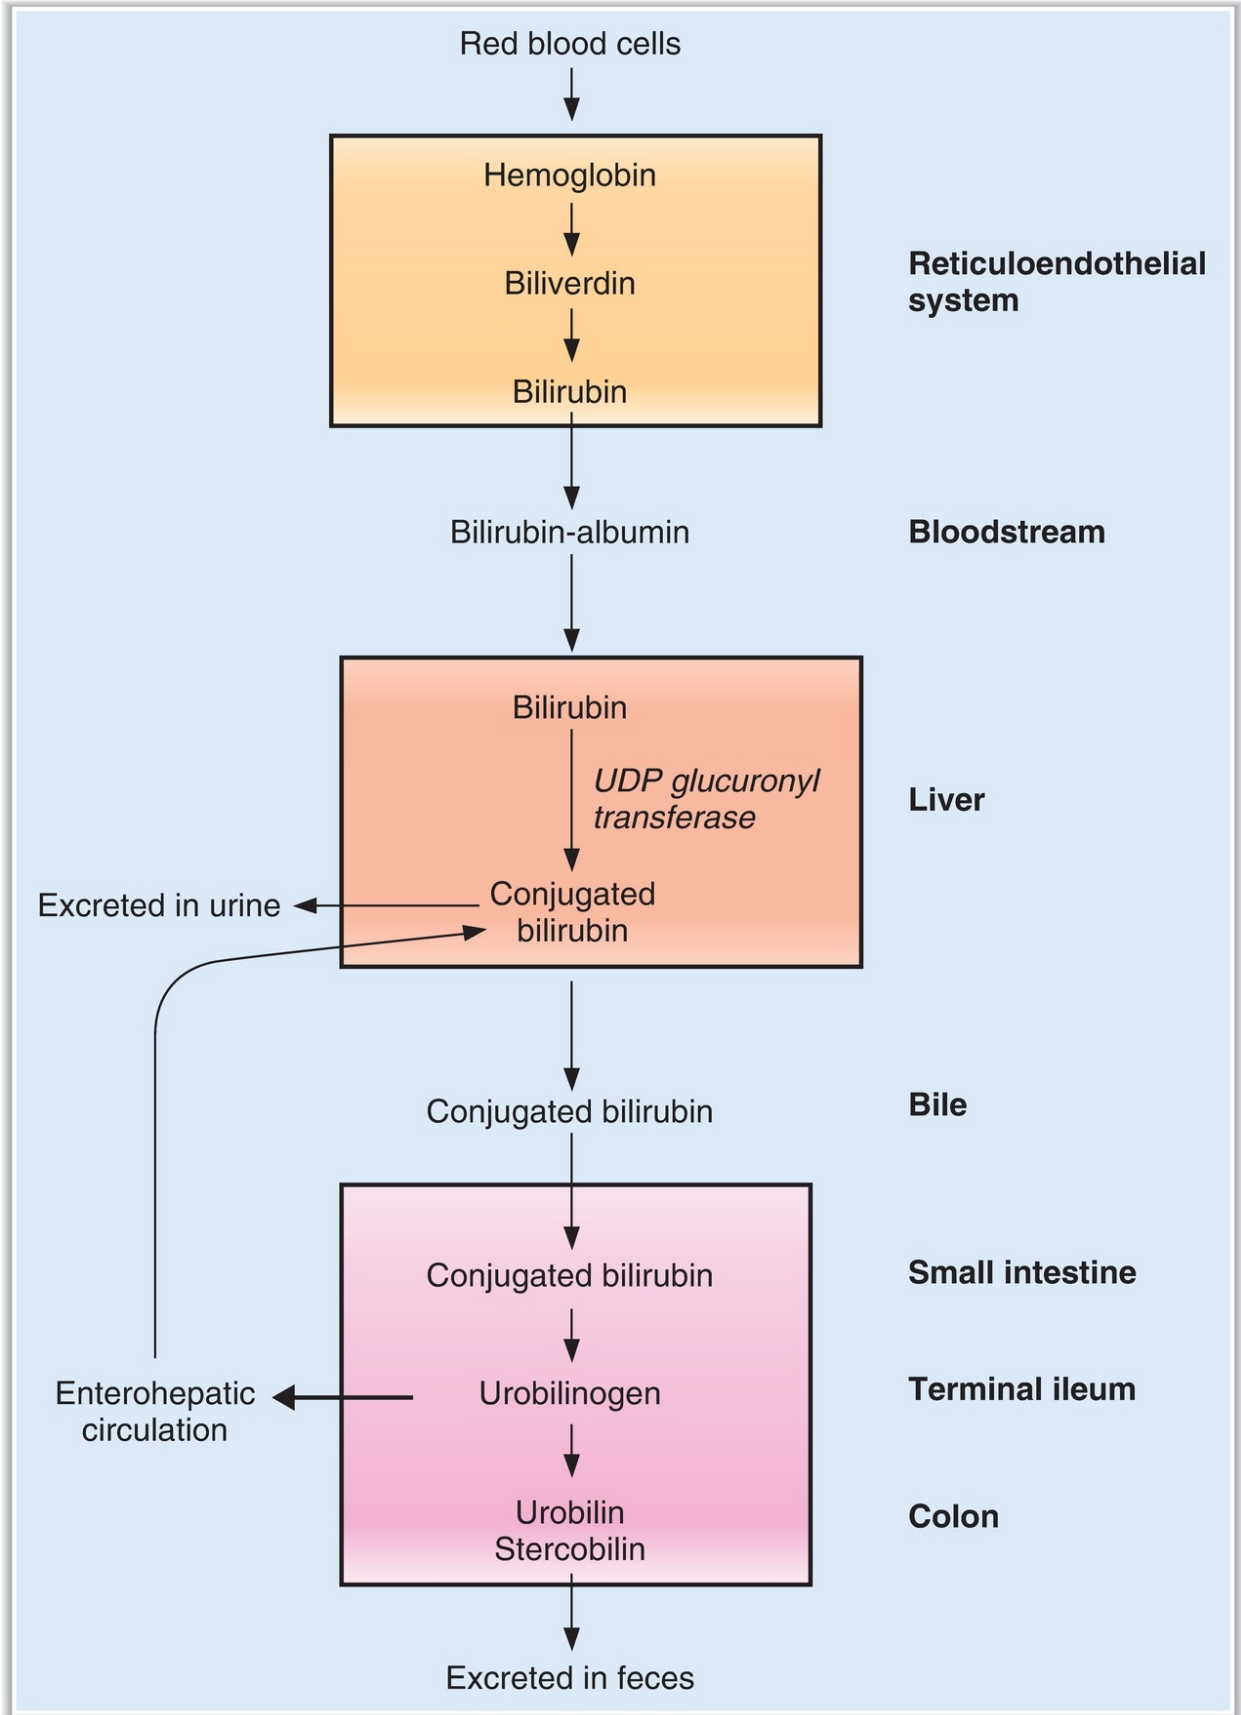 Red blood cells
Hemoglobin
Biliverdin
Reticuloendothelial
system
Bilirubin
Bilirubin-albumin
Bloodstream
Bilirubin
UDP glucuronyl
transferase
Liver
Excreted in urine
Conjugated
bilirubin
Conjugated bilirubin
Bile
Conjugated bilirubin
Small intestine
Enterohepatic
circulation
Urobilinogen
Terminal ileum
Urobilin
Stercobilin
Colon
Excreted in feces